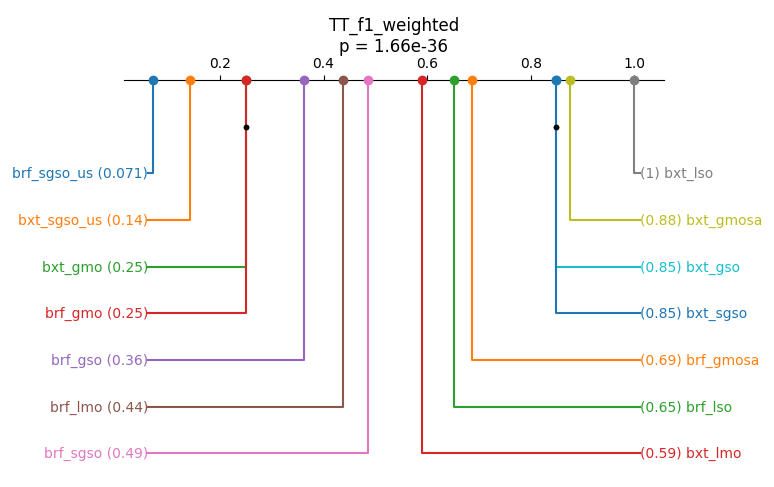 TT_f1_weighted
p = 1.66e-36
0.2 0.4 0.6 0.8 1.0
brf_sgso_us (0.071) (1) bxt_lso
bxt_sgso_us (0.14) (0.88) bxt_gmosa
bxt_gmo (0.25) (0.85) bxt_gso
brf_gmo (0.25) (0.85) bxt_sgso
brf_gso (0.36) (0.69) brf_gmosa
brf_lmo (0.44) (0.65) brf_lso
brf_sgso (0.49) (0.59) bxt_lmo